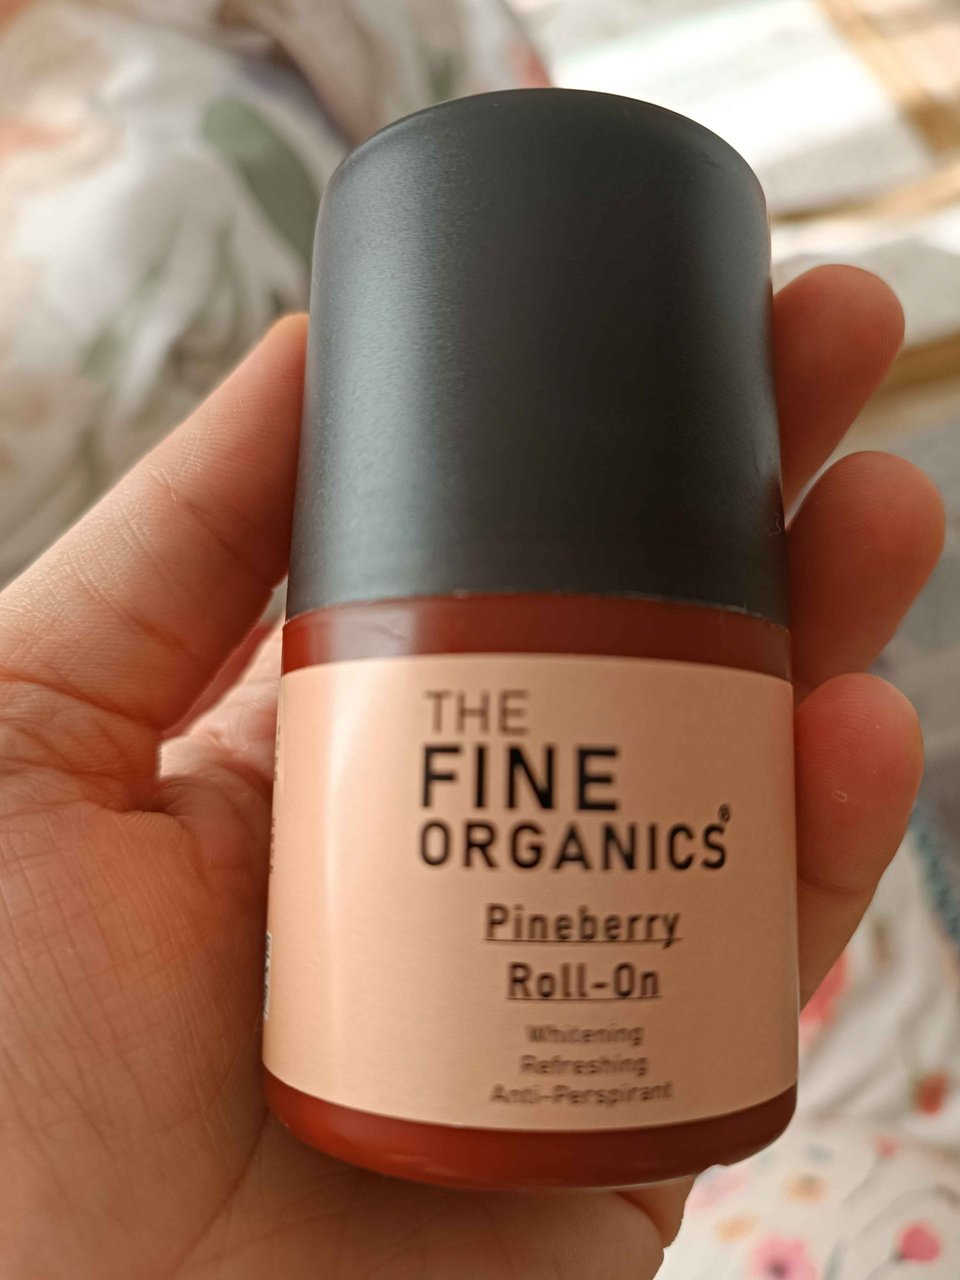 THE
FINE
ORGANICS®
Pineberry
Roll-On
Whitening
Refreshing
Anti-Perspirant